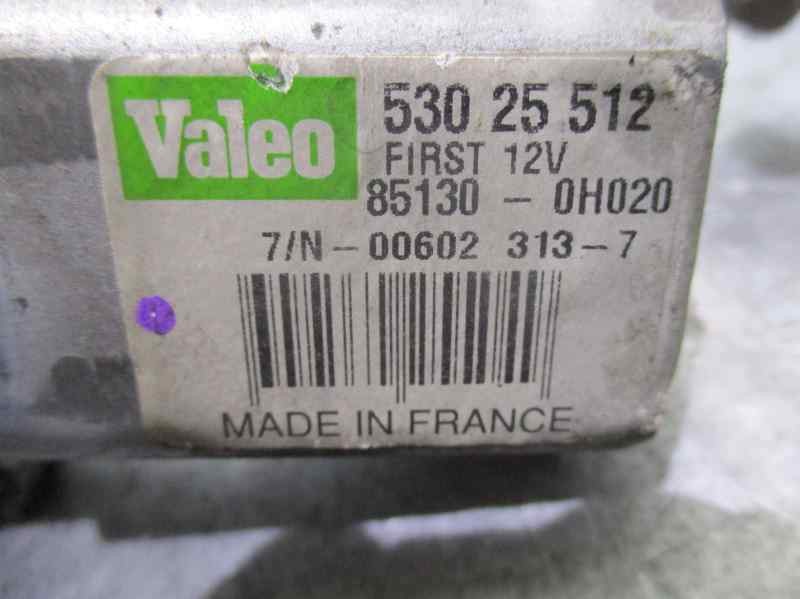 Valeo
530 25 512
FIRST 12V
85130 - 0H020
7/N-00602 313-7
MADE IN FRANCE